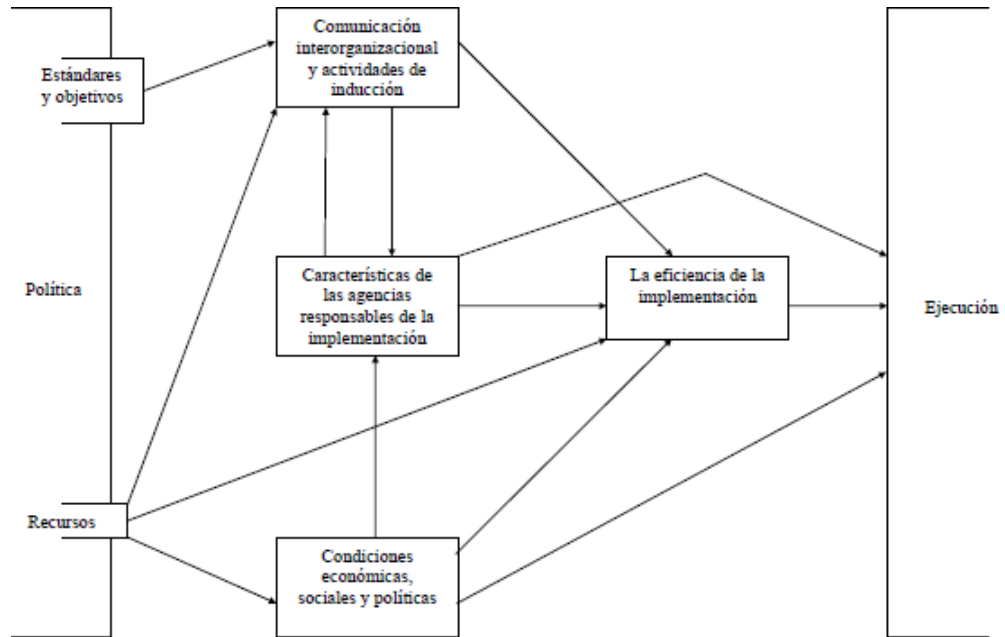 Comunicación
interorganizacional
y actividades de
inducción
Estándares
y objetivos
Política
Características de
las agencias
responsables de la
implementación
La eficiencia de la
implementación
Ejecución
Recursos
Condiciones
económicas,
sociales y políticas